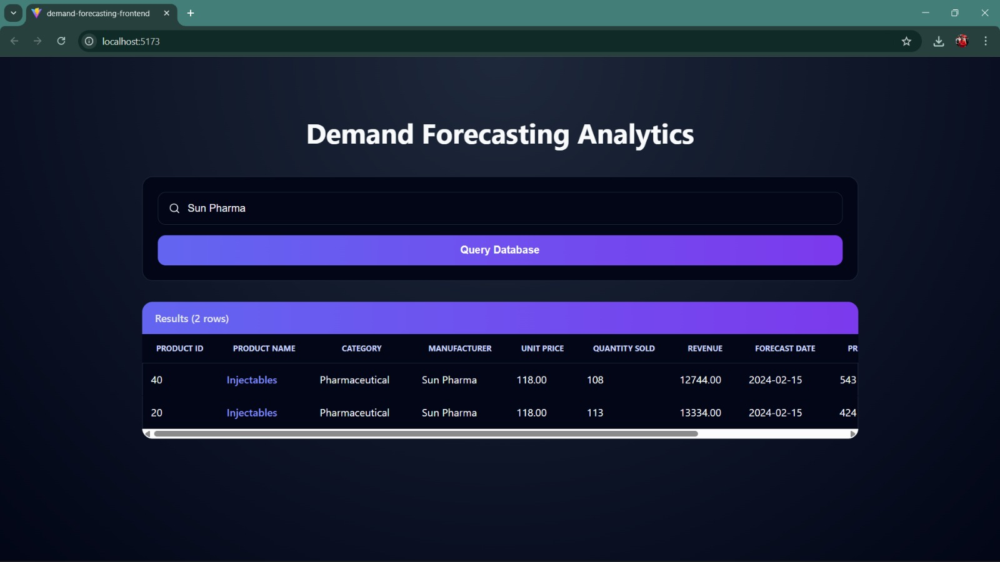 demand-forecasting-frontend
localhost:5173
Demand Forecasting Analytics
Sun Pharma
Query Database
Results (2 rows)
PRODUCT ID PRODUCT NAME CATEGORY MANUFACTURER UNIT PRICE QUANTITY SOLD REVENUE FORECAST DATE PR
40 Injectables Pharmaceutical Sun Pharma 118.00 108 12744.00 2024-02-15 543
20 Injectables Pharmaceutical Sun Pharma 118.00 113 13334.00 2024-02-15 424